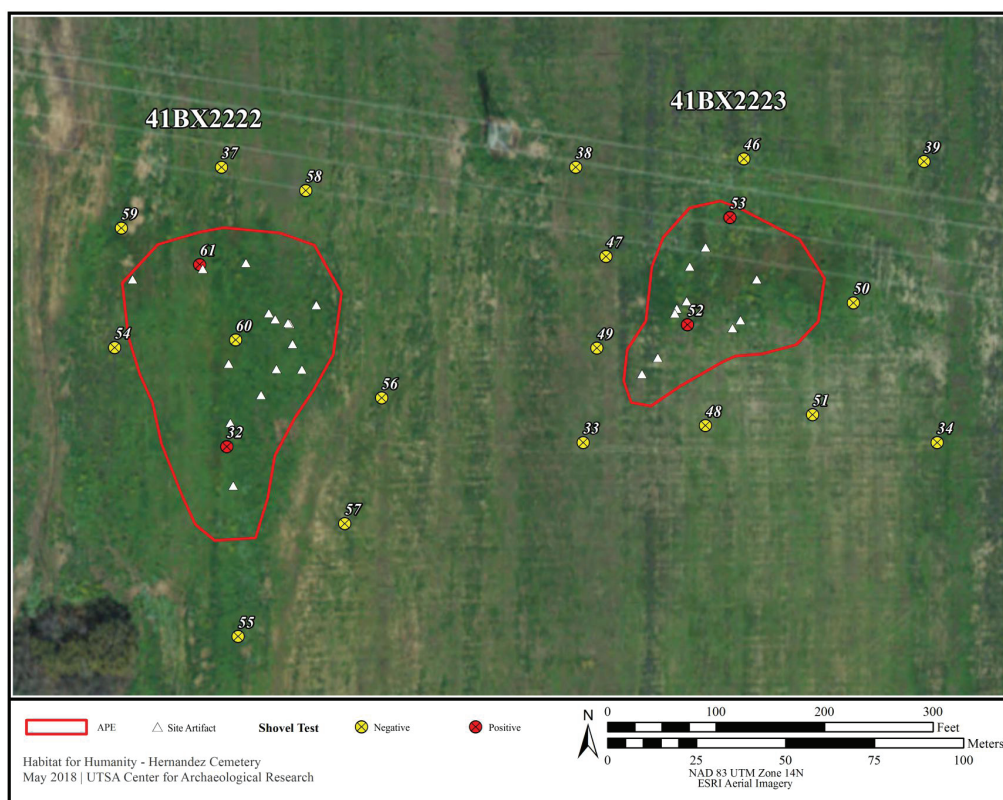 41BX2222
41BX2223
37
58
59
61
54
60
56
32
57
55
38
46
39
53
47
50
49
52
33
48
51
34
APE
Site Artifact
Shovel Test
Negative
Positive
N
0 100 200 300
Feet
Meters
0 25 50 75 100
NAD 83 UTM Zone 14N
ESRI Aerial Imagery
Habitat for Humanity - Hernandez Cemetery
May 2018 | UTSA Center for Archaeological Research